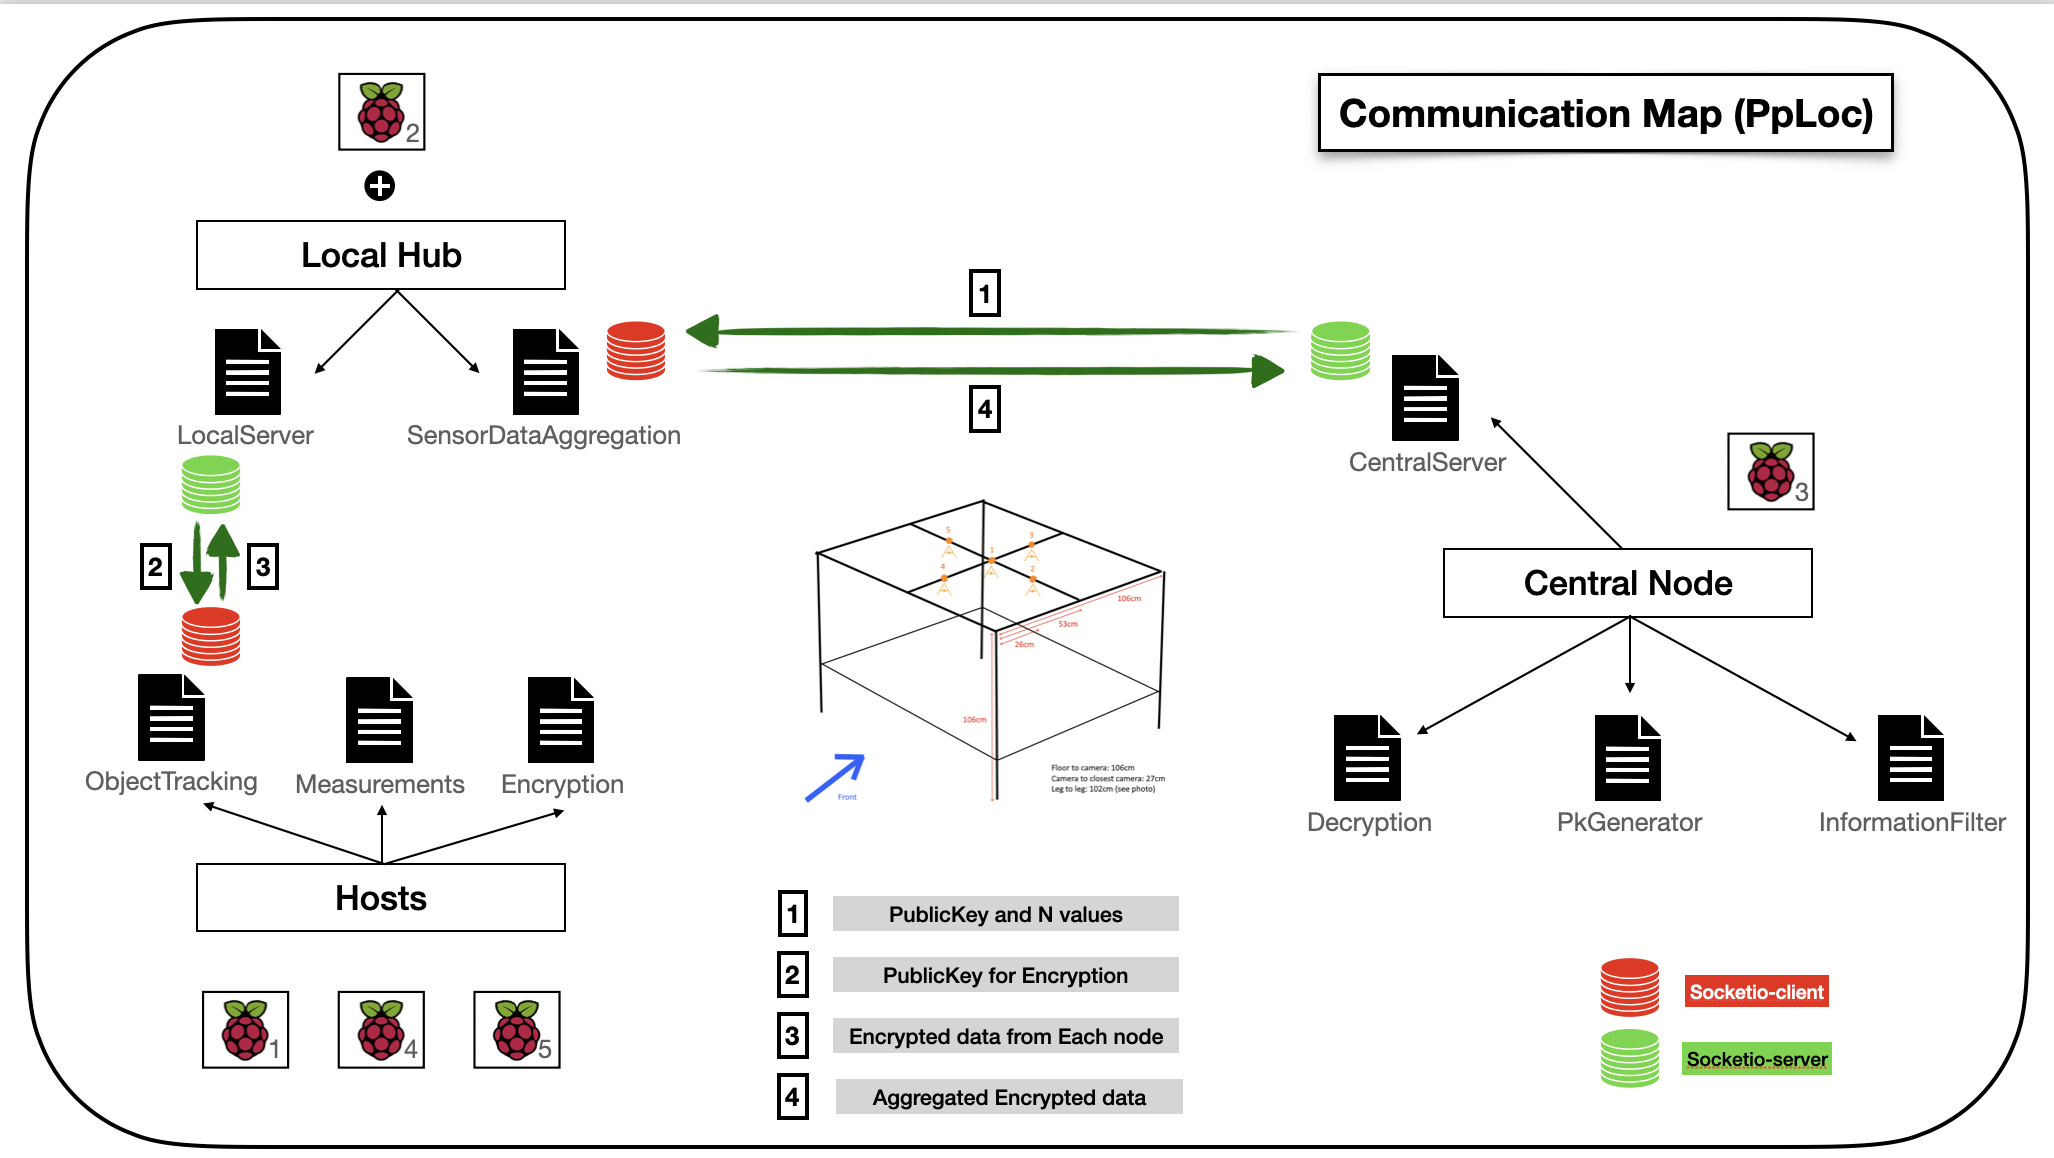 2
Communication Map (PpLoc)
Local Hub
1
LocalServer
SensorDataAggregation
4
CentralServer
3
2
3
5
3
1
4
2
106cm
53cm
26cm
106cm
Floor to camera: 106cm
Camera to closest camera: 27cm
Leg to leg: 102cm (see photo)
Front
Central Node
ObjectTracking
Measurements
Encryption
Decryption
PkGenerator
InformationFilter
Hosts
1
4
5
1 PublicKey and N values
2 PublicKey for Encryption
3 Encrypted data from Each node
4 Aggregated Encrypted data
Socketio-client
Socketio-server